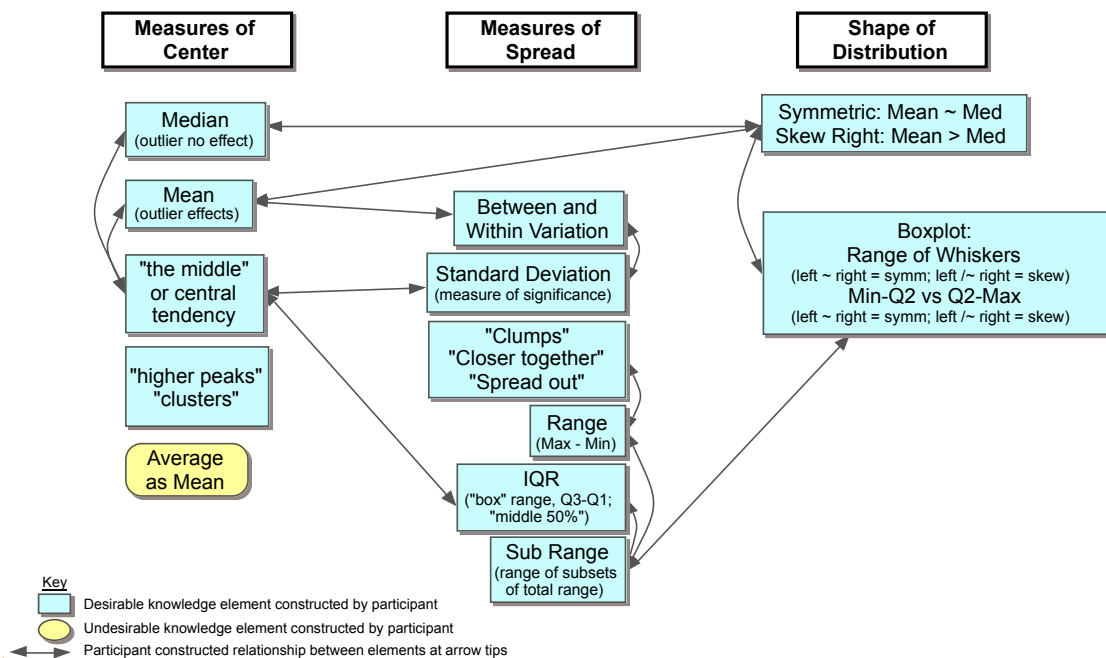 Measures of
Center
Measures of
Spread
Shape of
Distribution
Median
(outlier no effect)
Mean
(outlier effects)
"the middle"
or central
tendency
"higher peaks"
"clusters"
Average
as Mean
Between and
Within Variation
Standard Deviation
(measure of significance)
"Clumps"
"Closer together"
"Spread out"
Range
(Max - Min)
IQR
("box" range, Q3-Q1;
"middle 50%")
Sub Range
(range of subsets
of total range)
Symmetric: Mean ~ Med
Skew Right: Mean > Med
Boxplot:
Range of Whiskers
(left ~ right = symm; left /~ right = skew)
Min-Q2 vs Q2-Max
(left ~ right = symm; left /~ right = skew)
Key
Desirable knowledge element constructed by participant
Undesirable knowledge element constructed by participant
Participant constructed relationship between elements at arrow tips